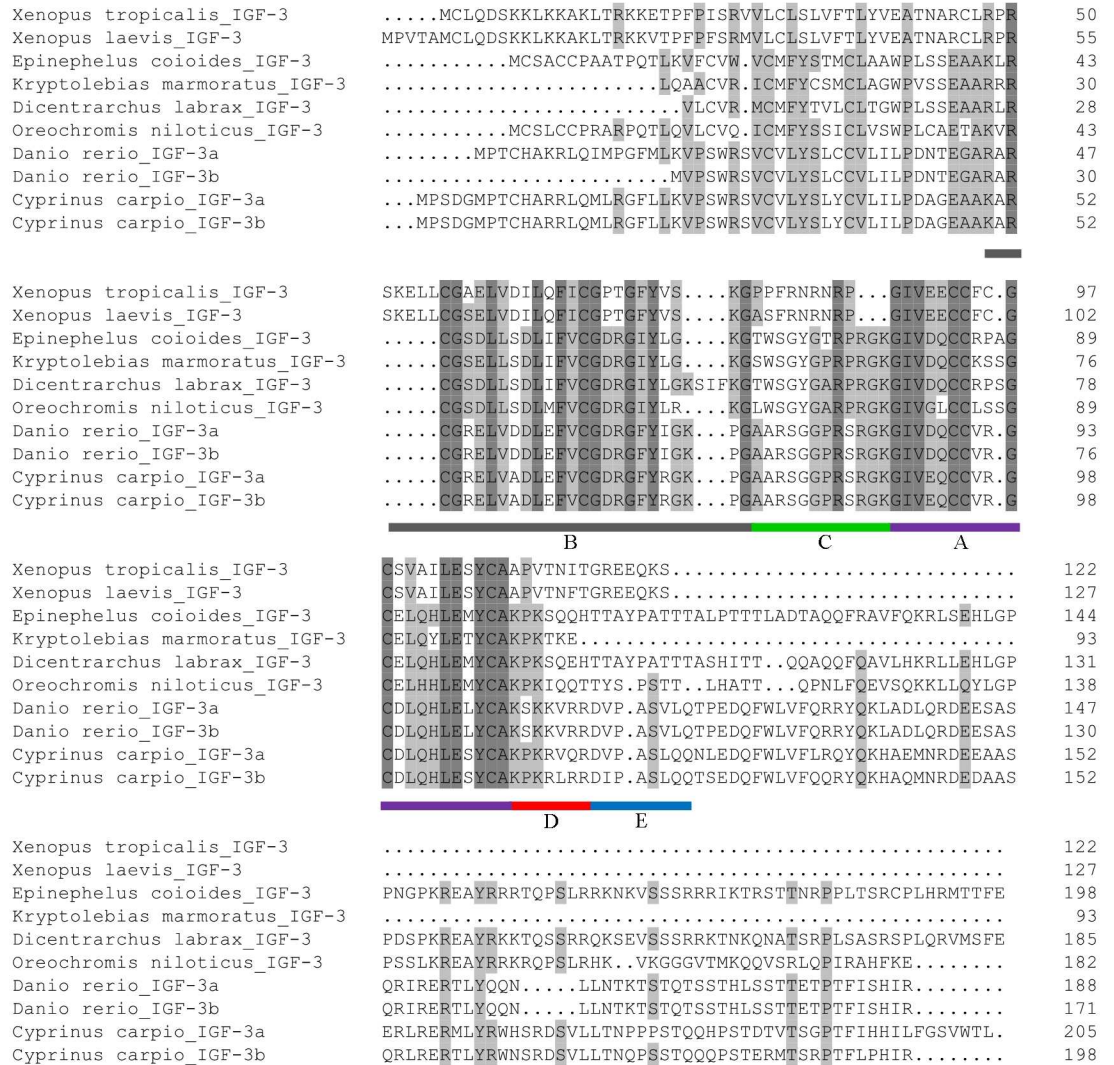 Xenopus tropicalis_IGF-3 .....MCLQDSKKLKKAKLTRKKETPFPISRVVLCLSLVFTLYVEATNARCLRPR 50
Xenopus laevis_IGF-3 MPVTAMCLQDSKKLKKAKLTRKKVTPFPFSRMVLCLSLVFTLYVEATNARCLRPR 55
Epinephelus coioides_IGF-3 ...........MCSACCPAATPQTLKVFCVWR.VCMFYSTMCLAAWPLSSEAAKLR 43
Kryptolebias marmoratus_IGF-3 ........................LQAACVR.ICMFYCSMCLAGWPVSSEAARRR 30
Dicentrarchus labrax_IGF-3 ..........................VLCVR.MCMFYTVLCLTGWPLSSEAARLR 28
Oreochromis niloticus_IGF-3 ...........MCSLCCPRARPQTLQVLCVQ.ICMFYSSICLVSWPLCAETAKVR 43
Danio rerio_IGF-3a ........MPTCHAKRLQIMPGFMLKVPSWRSVCVLYSLCCVLILPDNTEGARAR 47
Danio rerio_IGF-3b .........................MVPSWRSVCVLYSLCCVLILPDNTEGARAR 30
Cyprinus carpio_IGF-3a ...MPSDGMPTCHARRLQMLRGFLLKVPSWRSVCVLYSLYCVLILPDAGEAAKAR 52
Cyprinus carpio_IGF-3b ...MPSDGMPTCHARRLQMLRGFLLKVPSWRSVCVLYSLYCVLILPDAGEAAKAR 52
Xenopus tropicalis_IGF-3 SKELLCGAELVDILQFICGPTGFYVS....KGPPFRNRNRP...GIVEECCFC.G 97
Xenopus laevis_IGF-3 SKELLCGSELVDILQFICGPTGFYVS....KGASFRNRNRP...GIVEECCFC.G 102
Epinephelus coioides_IGF-3 .....CGSDLLSDLIFVCGDRGIYLG....KGTWSGYGTRPRGKGIVDQCCRPAG 89
Kryptolebias marmoratus_IGF-3 .....CGSDLLSDLIFVCGDRGIYLG....KGSWSGYGARPRGKGIVDQCCKSSG 76
Dicentrarchus labrax_IGF-3 .....CGSDLLSDLIFVCGDRGIYLGKSIFKGTWSGYGARPRGKGIVDQCCRPSG 78
Oreochromis niloticus_IGF-3 .....CGSDLLSDLMFVCGDRGIYLR....KGLWSGYGARPRGKGIVGLCCLSSG 89
Danio rerio_IGF-3a .....CGRELVDDLEFVCGDRGFYIGK...PGAARSGGPRSRGKGIVDQCCVR.G 93
Danio rerio_IGF-3b .....CGRELVDDLEFVCGDRGFYIGK...PGAARSGGPRSRGKGIVDQCCVR.G 76
Cyprinus carpio_IGF-3a .....CGRELVADLEFVCGDRGFYRGK...PGAARSGGPRSRGKGIVEQCCVR.G 98
Cyprinus carpio_IGF-3b .....CGRELVADLEFVCGDRGFYRGK...PGAARSGGPRSRGKGIVEQCCVR.G 98
B C A
Xenopus tropicalis_IGF-3 CSVAILESYCAAPVTNITGREEQKS.............................. 122
Xenopus laevis_IGF-3 CSVAILESYCAAPVTNFTGREEQKS.............................. 127
Epinephelus coioides_IGF-3 CELQHLEMYCAKPKSQQHTTAYPATTTALPTTTLADTAQQFRAVFQKRLSEHLGP 144
Kryptolebias marmoratus_IGF-3 CELQYLETYCAKPKTKE...................................... 93
Dicentrarchus labrax_IGF-3 CELQHLEMYCAKPKSQEHTTAYPATTTASHITT..QQAQQFQAVLHKRLLEHLGP 131
Oreochromis niloticus_IGF-3 CELHHLEMYCAKPKIQQTTYS.PSTT..LHATT...QPNLFQEVSQKKLLQYLGP 138
Danio rerio_IGF-3a CDLQHLELYCAKSKKVRRDVP.ASVLQTPEDQFWLVFQRRYQKLADLQRDEESAS 147
Danio rerio_IGF-3b CDLQHLELYCAKSKKVRRDVP.ASVLQTPEDQFWLVFQRRYQKLADLQRDEESAS 130
Cyprinus carpio_IGF-3a CDLQHLESYCAKPKRVQRDVP.ASLQQNLEDQFWLVFLRQYQKHAEMNRDEEAAS 152
Cyprinus carpio_IGF-3b CDLQHLESYCAKPKRLRRDIP.ASLQQTSEDQFWLVFQQRYQKHAQMNRDEDAAS 152
D E
Xenopus tropicalis_IGF-3 ...................................................... 122
Xenopus laevis_IGF-3 ...................................................... 127
Epinephelus coioides_IGF-3 PNGPKREAYRRRTQPSLRRKNKVSSSRRRIKTRSTTNRPPLTSRCPLHRMTTFE 198
Kryptolebias marmoratus_IGF-3 ...................................................... 93
Dicentrarchus labrax_IGF-3 PDSPKREAYRKKTQSSRRQKSEVSSSRRKTNKQNATSRPLSASRSPLQRVMSFE 185
Oreochromis niloticus_IGF-3 PSSLKREAYRRKRQPSLRHK..VKGGGVTMKQQVSRLQPIRAHFKE........ 182
Danio rerio_IGF-3a QRIRERTLYQQN.....LLNTKTSTQTSSTHLSSTTETPTFISHIR........ 188
Danio rerio_IGF-3b QRIRERTLYQQN.....LLNTKTSTQTSSTHLSSTTETPTFISHIR........ 171
Cyprinus carpio_IGF-3a ERLRERMLYRWHSRDSVLLTNPPPSTQQHPSTDTVTSGPTFIHHILFGSVWTL. 205
Cyprinus carpio_IGF-3b QRLRERTLYRWNSRDSVLLTNQPSSTQQQPSTERMTSRPTFLPHIR........ 198